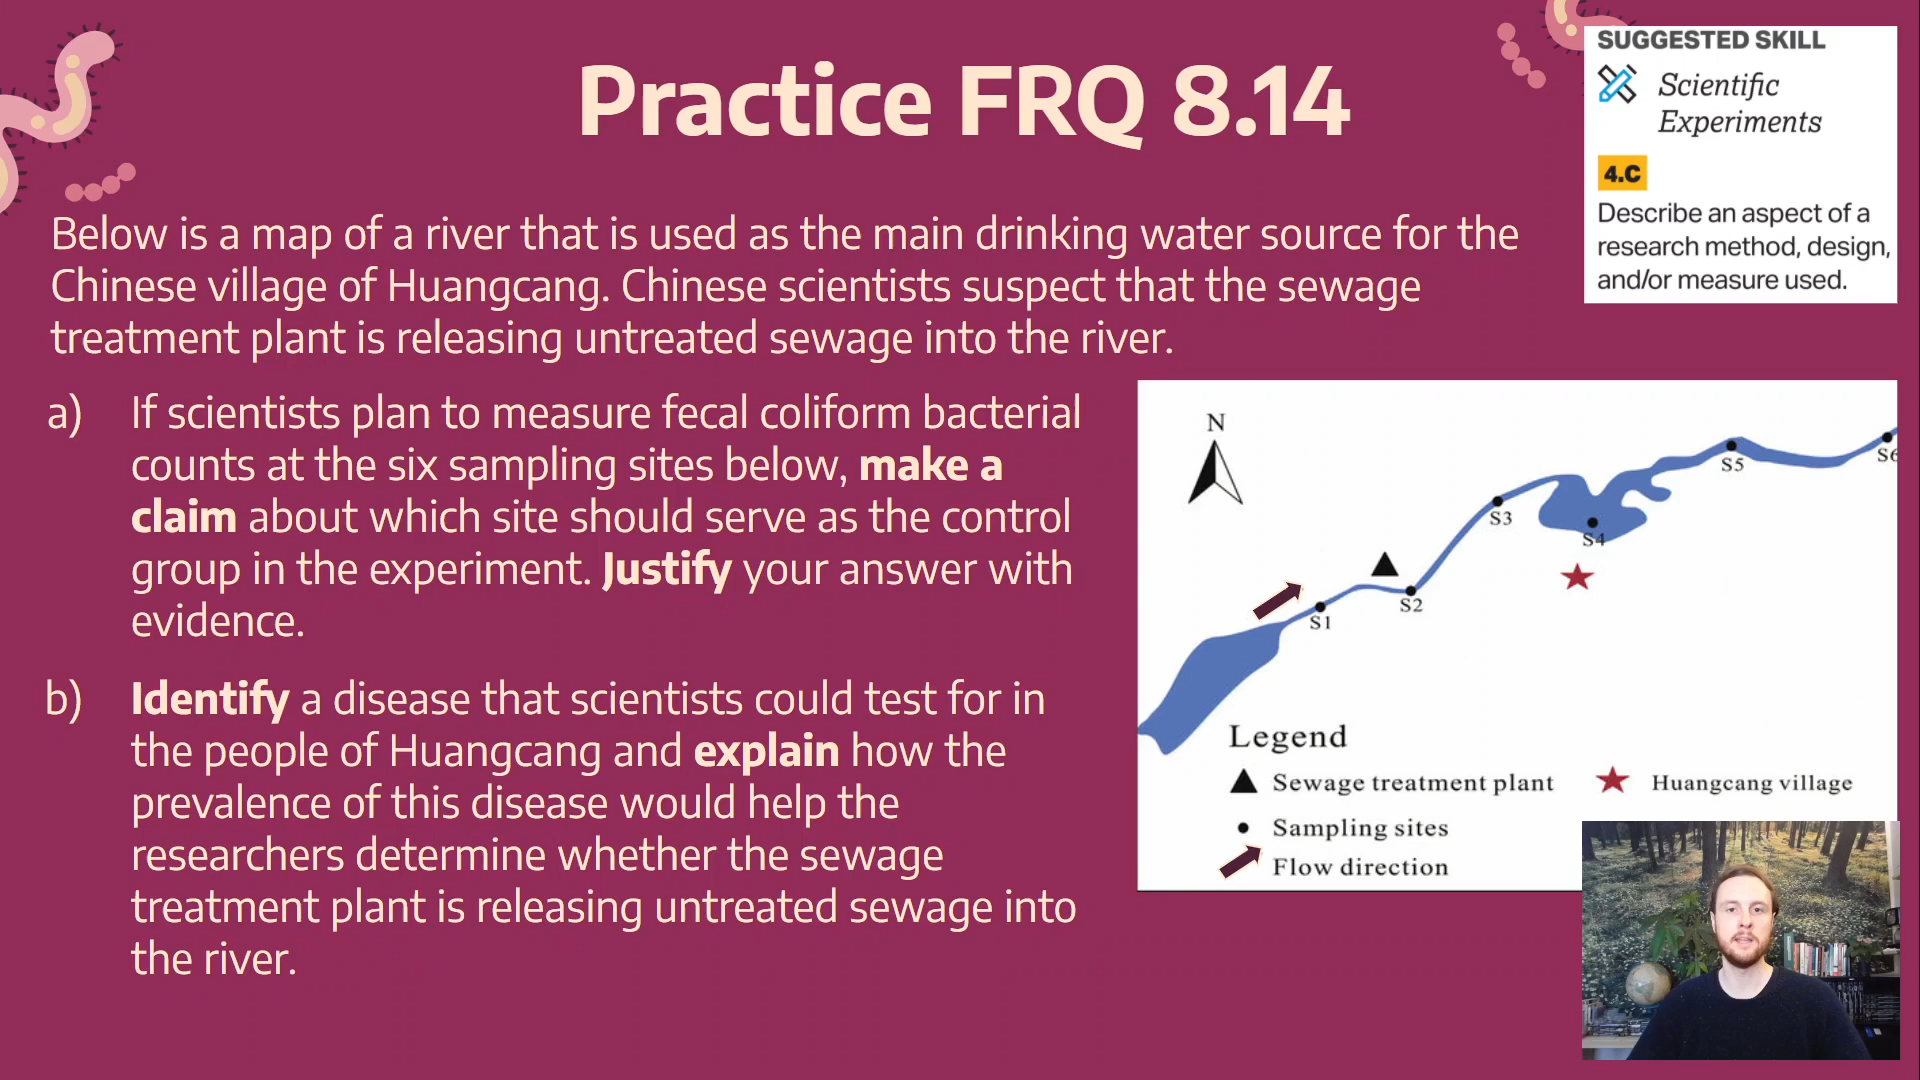 Practice FRQ 8.14
SUGGESTED SKILL
Scientific
Experiments
4.C
Describe an aspect of a
research method, design,
and/or measure used.
Below is a map of a river that is used as the main drinking water source for the
Chinese village of Huangcang. Chinese scientists suspect that the sewage
treatment plant is releasing untreated sewage into the river.
a) If scientists plan to measure fecal coliform bacterial
counts at the six sampling sites below, make a
claim about which site should serve as the control
group in the experiment. Justify your answer with
evidence.
b) Identify a disease that scientists could test for in
the people of Huangcang and explain how the
prevalence of this disease would help the
researchers determine whether the sewage
treatment plant is releasing untreated sewage into
the river.
N
S1
S2
S3
S4
S5
S6
Legend
Sewage treatment plant
Huangcang village
Sampling sites
Flow direction